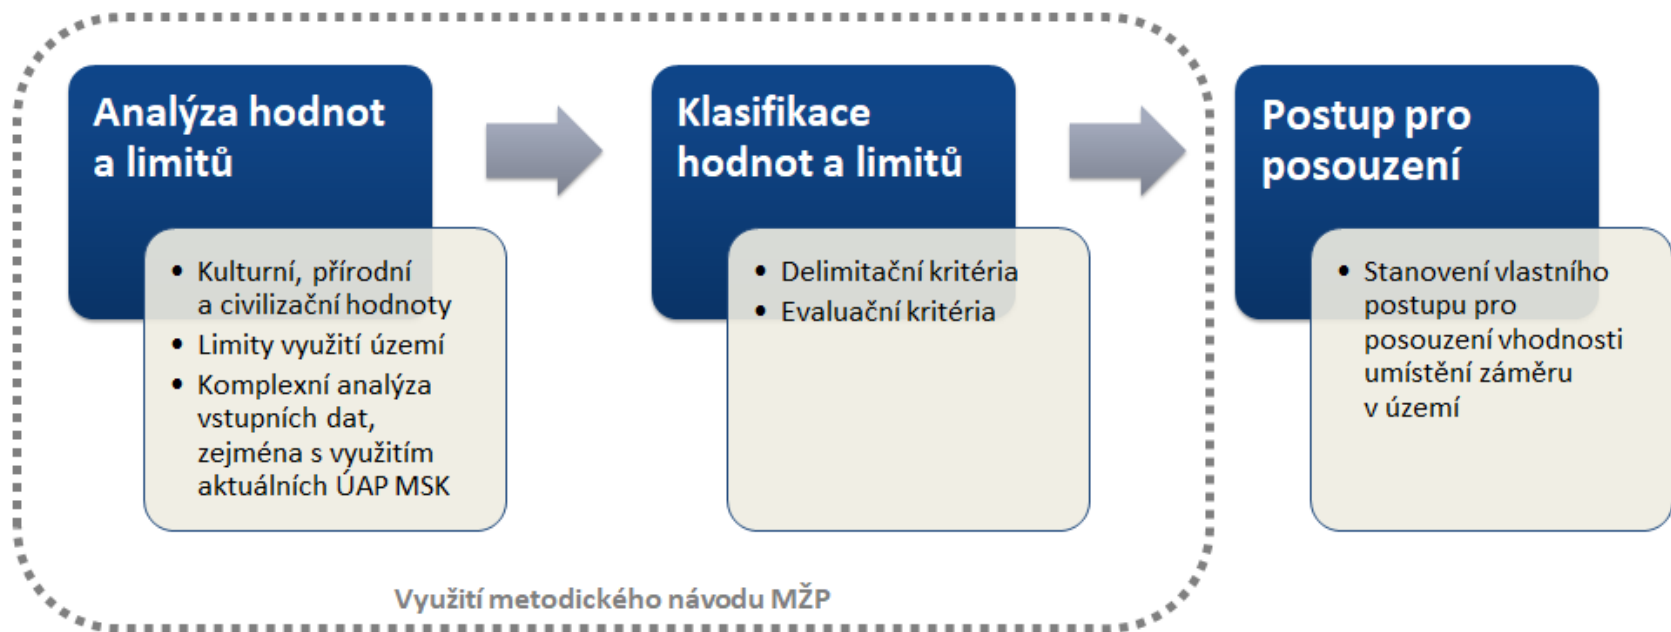 Analýza hodnot
a limitů
• Kulturní, přírodní
a civilizační hodnoty
• Limity využití území
• Komplexní analýza
vstupních dat,
zejména s využitím
aktuálních ÚAP MSK
Klasifikace
hodnot a limitů
• Delimitační kritéria
• Evaluační kritéria
Postup pro
posouzení
• Stanovení vlastního
postupu pro
posouzení vhodnosti
umístění záměru
v území
Využití metodického návodu MŽP